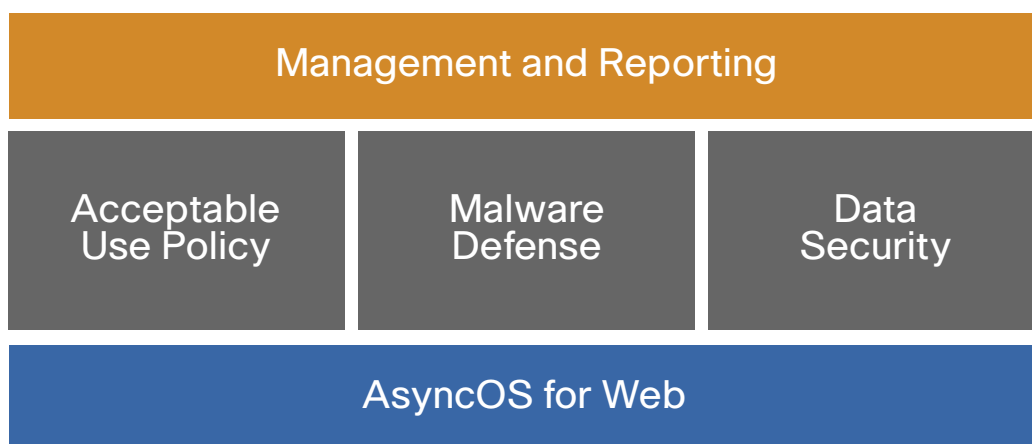 Management and Reporting
Acceptable
Use Policy
Malware
Defense
Data
Security
AsyncOS for Web